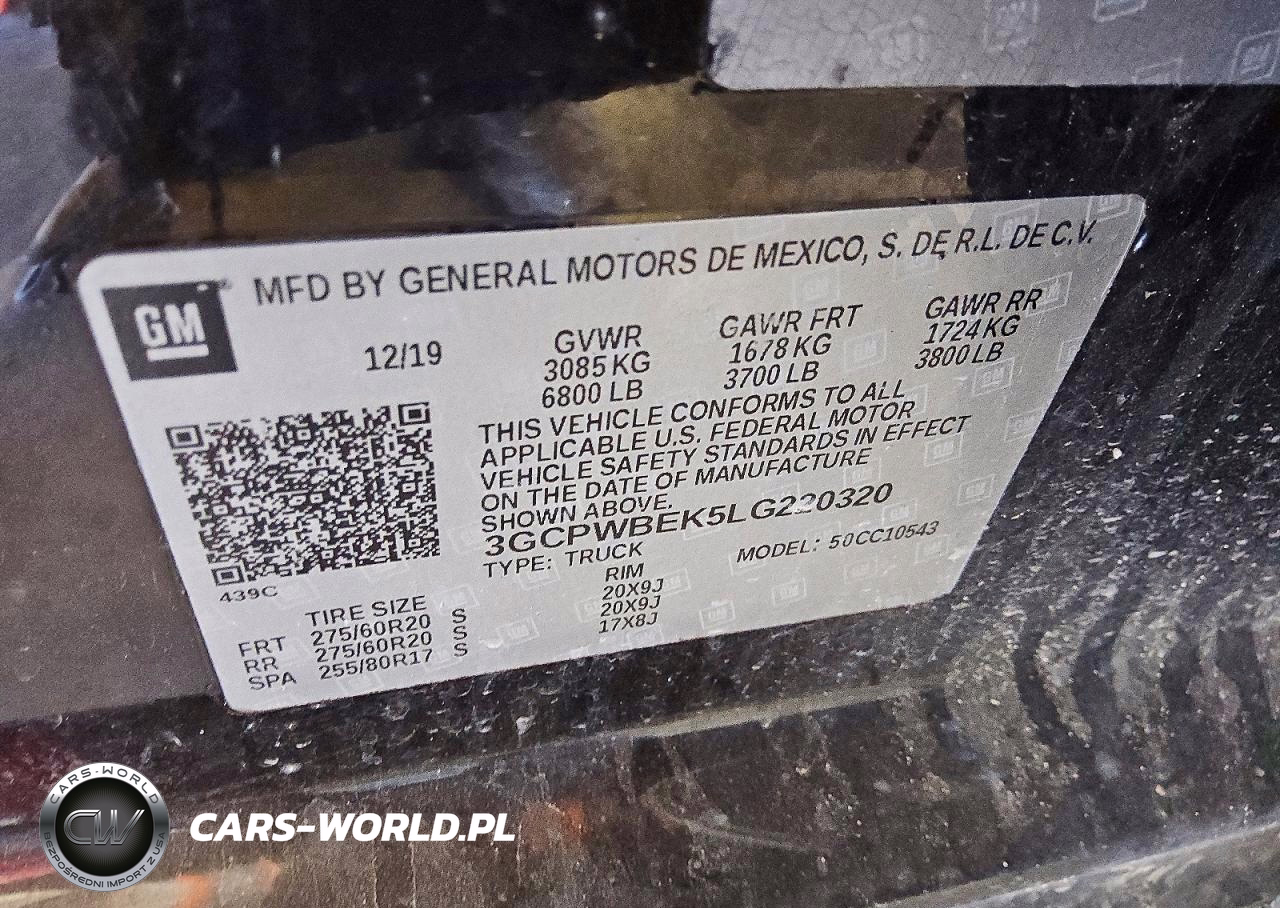 MFD BY GENERAL MOTORS DE MEXICO, S. DE R.L. DE C.V.
GM
12/19
GVWR GAWR FRT GAWR RR
3085 KG 1678 KG 1724 KG
6800 LB 3700 LB 3800 LB
THIS VEHICLE CONFORMS TO ALL
APPLICABLE U.S. FEDERAL MOTOR
VEHICLE SAFETY STANDARDS IN EFFECT
ON THE DATE OF MANUFACTURE
SHOWN ABOVE.
3GCPWBEK5LG220320
TYPE: TRUCK MODEL: 50CC10543
439C
TIRE SIZE RIM
FRT 275/60R20 S 20X9J
RR 275/60R20 S 20X9J
SPA 255/80R17 S 17X8J
CARS-WORLD
CW
BEZPOŚREDNI IMPORT Z USA
CARS-WORLD.PL